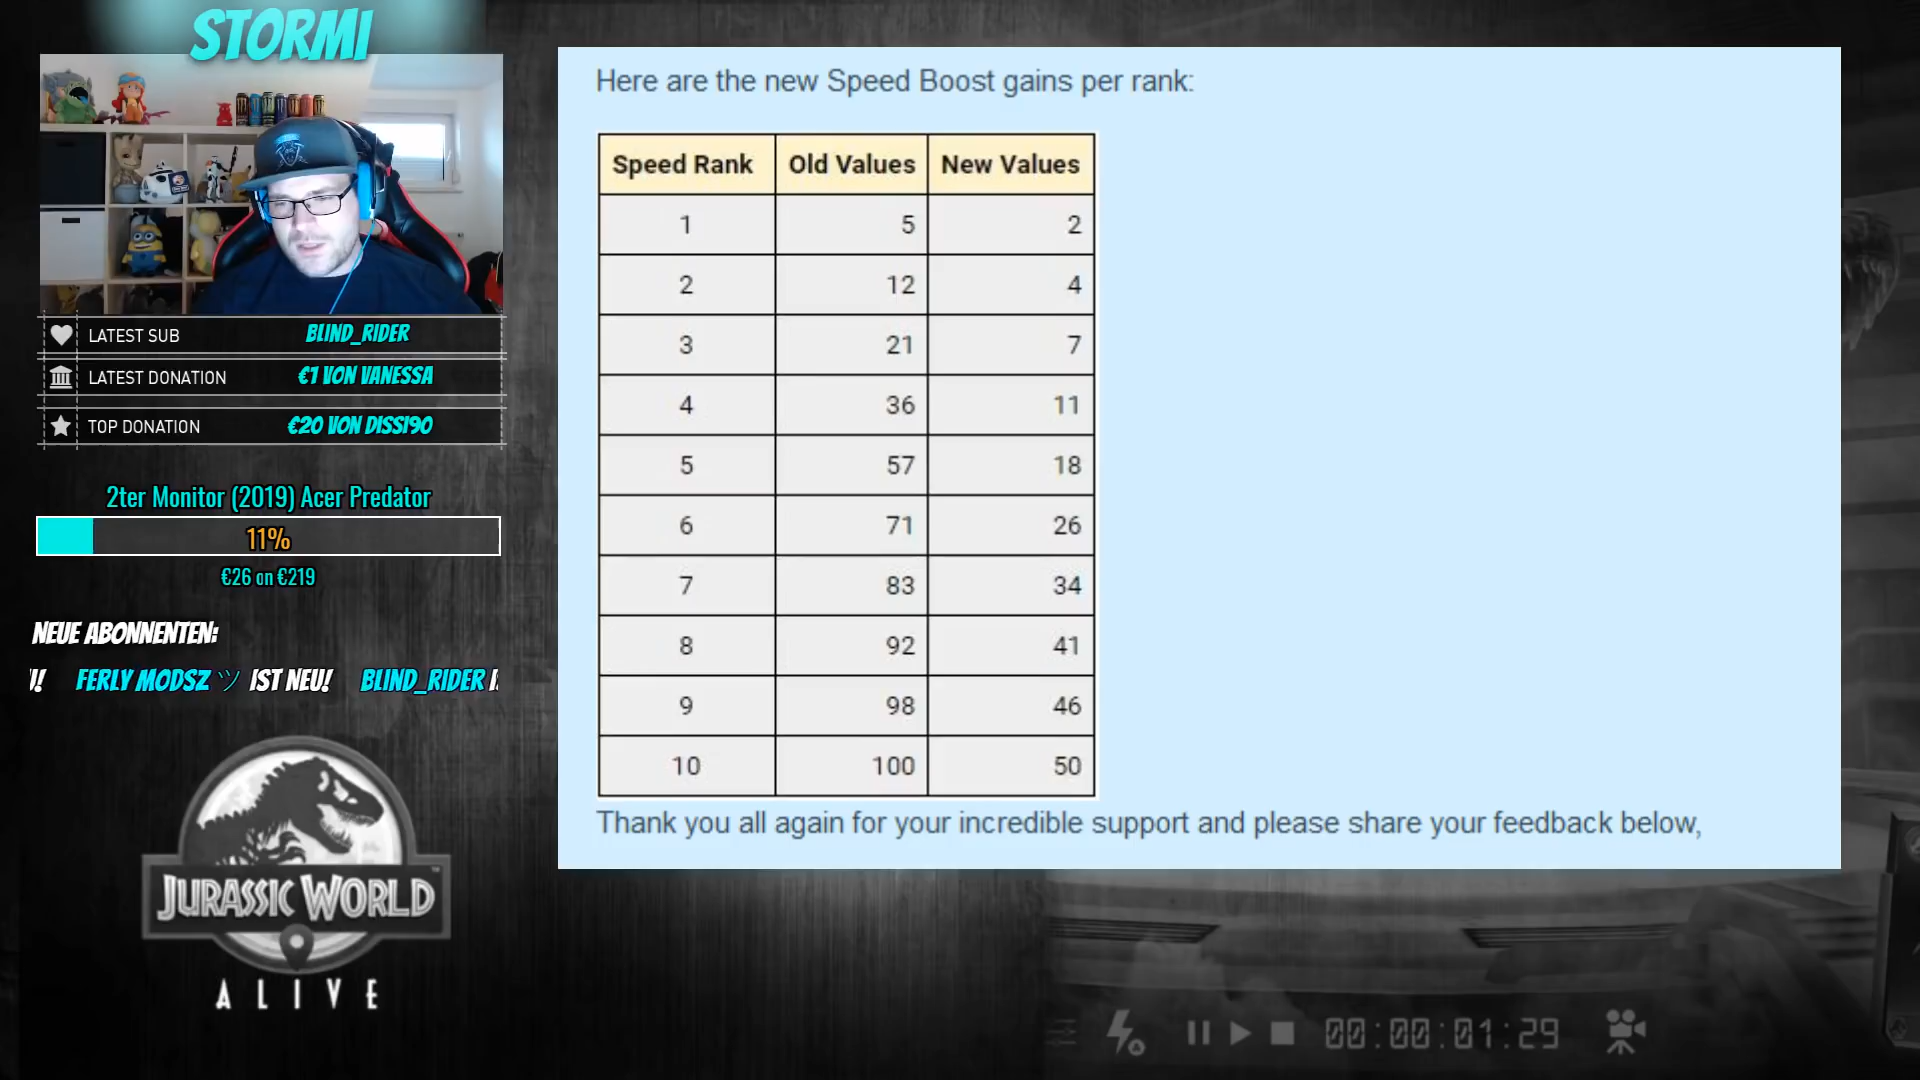 STORMI
LATEST SUB BLIND_RIDER
LATEST DONATION €1 VON VANESSA
TOP DONATION €20 VON DISSI90
2ter Monitor (2019) Acer Predator
11%
€26 on €219
NEUE ABONNENTEN:
! FERLY MODSZ ツ IST NEU! BLIND_RIDER
JURASSIC WORLD
ALIVE
Here are the new Speed Boost gains per rank:
Speed Rank Old Values New Values
1 5 2
2 12 4
3 21 7
4 36 11
5 57 18
6 71 26
7 83 34
8 92 41
9 98 46
10 100 50
Thank you all again for your incredible support and please share your feedback below,
00:00:01:29